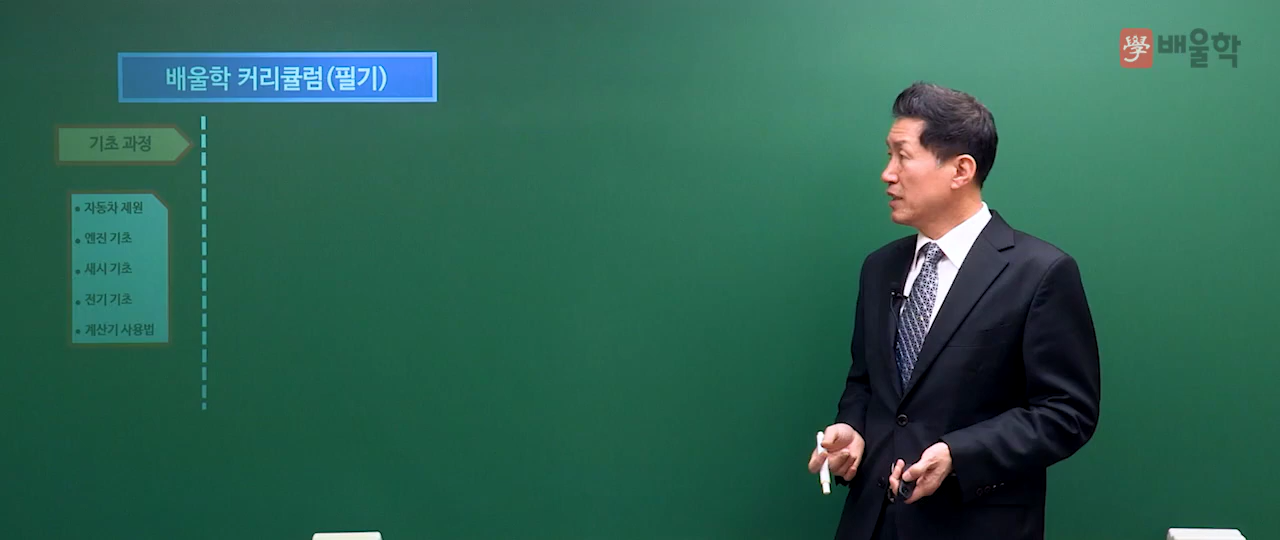 學 배울학
배울학 커리큘럼(필기)
기초 과정
• 자동차 제원
• 엔진 기초
• 섀시 기초
• 전기 기초
• 계산기 사용법